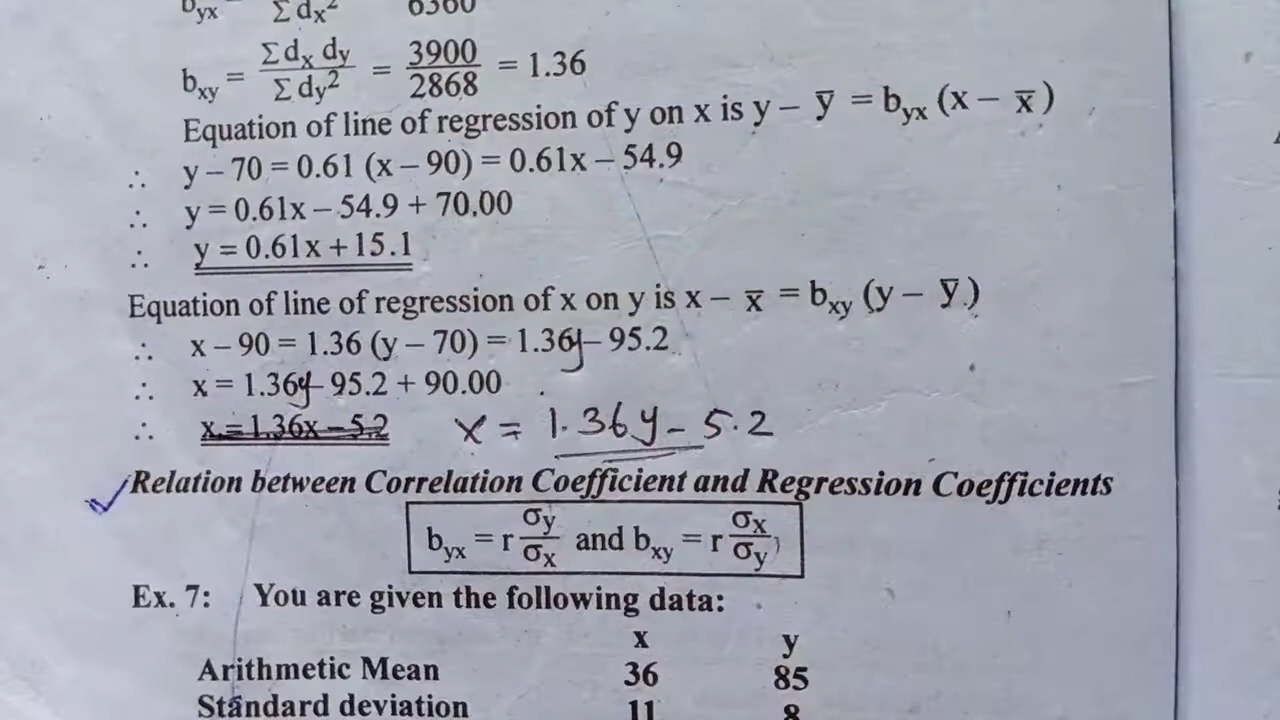 byx Σdx² 6360
bxy = Σdx dy / Σdy² = 3900 / 2868 = 1.36
Equation of line of regression of y on x is y – ȳ = byx (x – x̄)
∴ y – 70 = 0.61 (x – 90) = 0.61x – 54.9
∴ y = 0.61x – 54.9 + 70.00
∴ y = 0.61x + 15.1
Equation of line of regression of x on y is x – x̄ = bxy (y – ȳ)
∴ x – 90 = 1.36 (y – 70) = 1.36y – 95.2
∴ x = 1.36y – 95.2 + 90.00
∴ x = 1.36x – 5.2 x = 1.36y – 5.2
Relation between Correlation Coefficient and Regression Coefficients
byx = r σy/σx and bxy = r σx/σy
Ex. 7: You are given the following data:
x y
Arithmetic Mean 36 85
Standard deviation 11 8